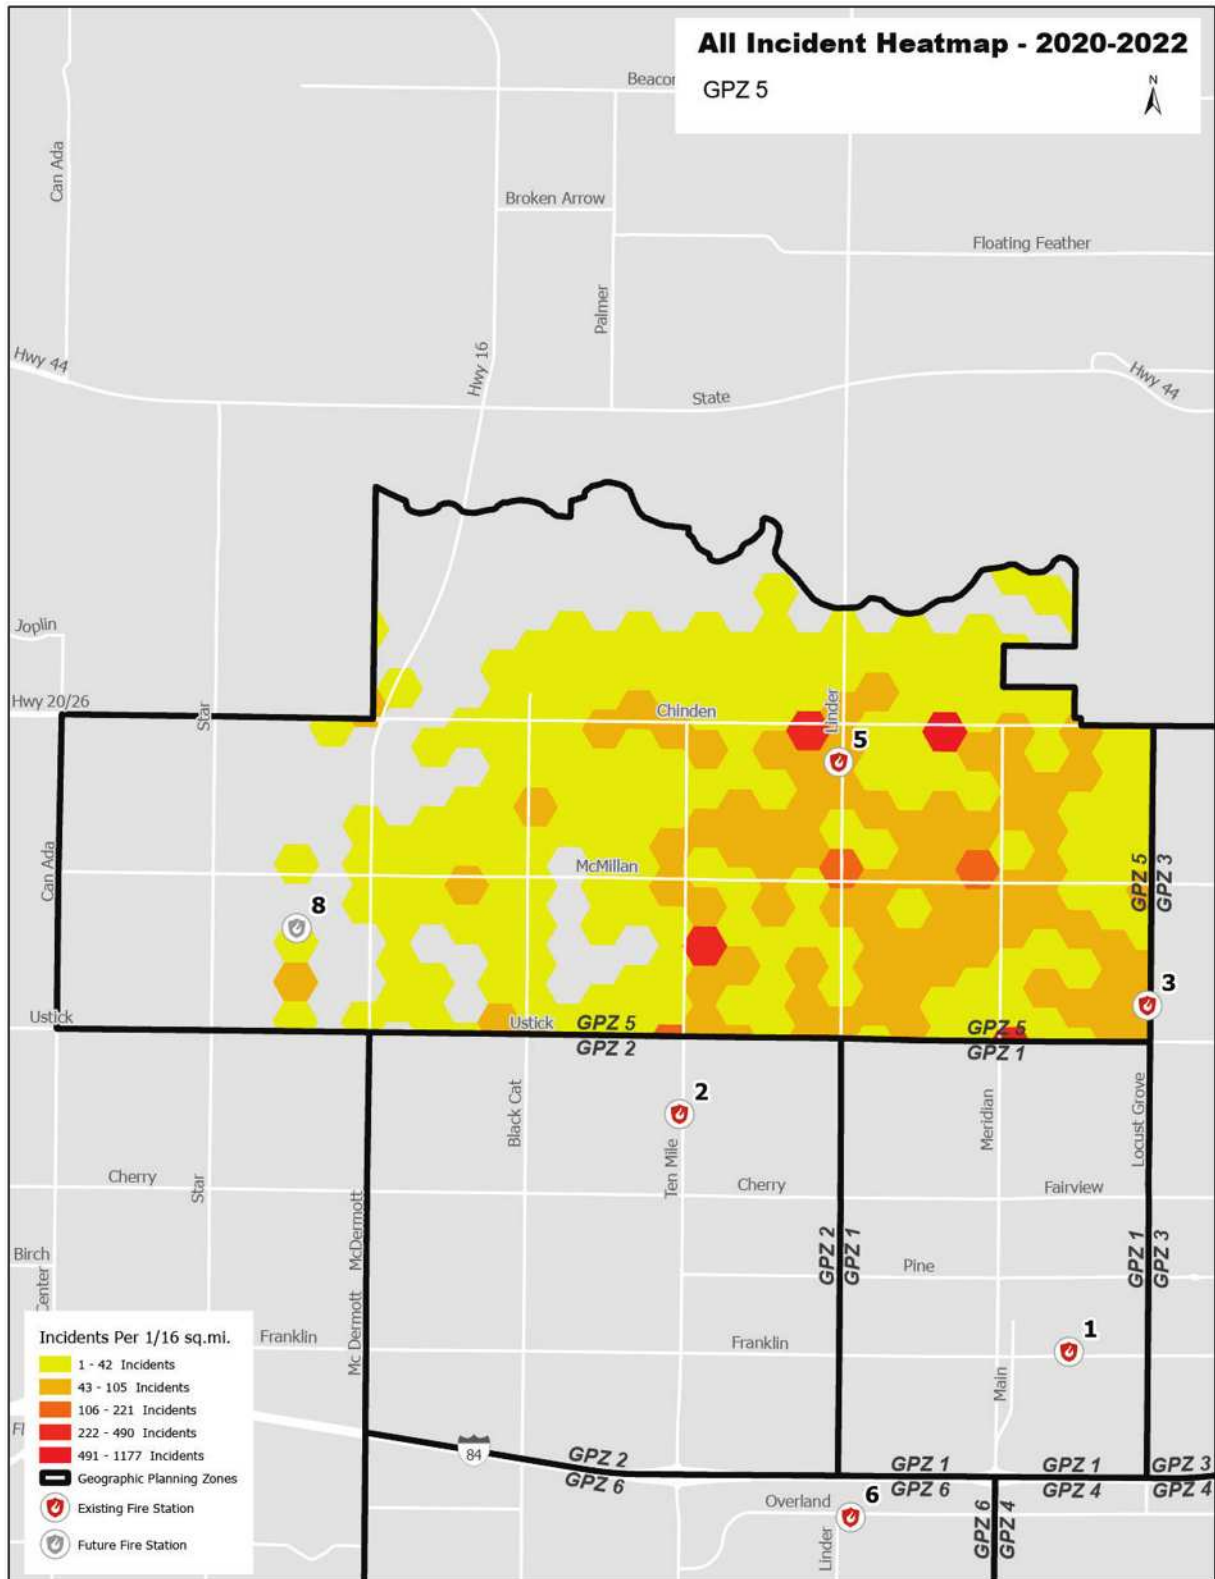 All Incident Heatmap - 2020-2022
GPZ 5
N
Beacon
Can Ada
Broken Arrow
Floating Feather
Palmer
Hwy 16
Hwy 44
Hwy 44
State
Joplin
Hwy 20/26
Star
Chinden
Linder
5
McMillan
Can Ada
GPZ 5
GPZ 3
8
3
Ustick
Ustick
GPZ 5
GPZ 2
GPZ 5
GPZ 1
2
Black Cat
Ten Mile
Meridian
Locust Grove
Cherry
Star
McDermott
Cherry
Fairview
GPZ 2
GPZ 1
GPZ 1
GPZ 3
Birch
Pine
Center
Mc Dermott
1
Franklin
Franklin
Main
Fl
84
GPZ 2
GPZ 6
GPZ 1
GPZ 6
GPZ 1
GPZ 4
GPZ 3
GPZ 4
6
Overland
Linder
GPZ 6
GPZ 4
Incidents Per 1/16 sq.mi.
1 - 42 Incidents
43 - 105 Incidents
106 - 221 Incidents
222 - 490 Incidents
491 - 1177 Incidents
Geographic Planning Zones
Existing Fire Station
Future Fire Station